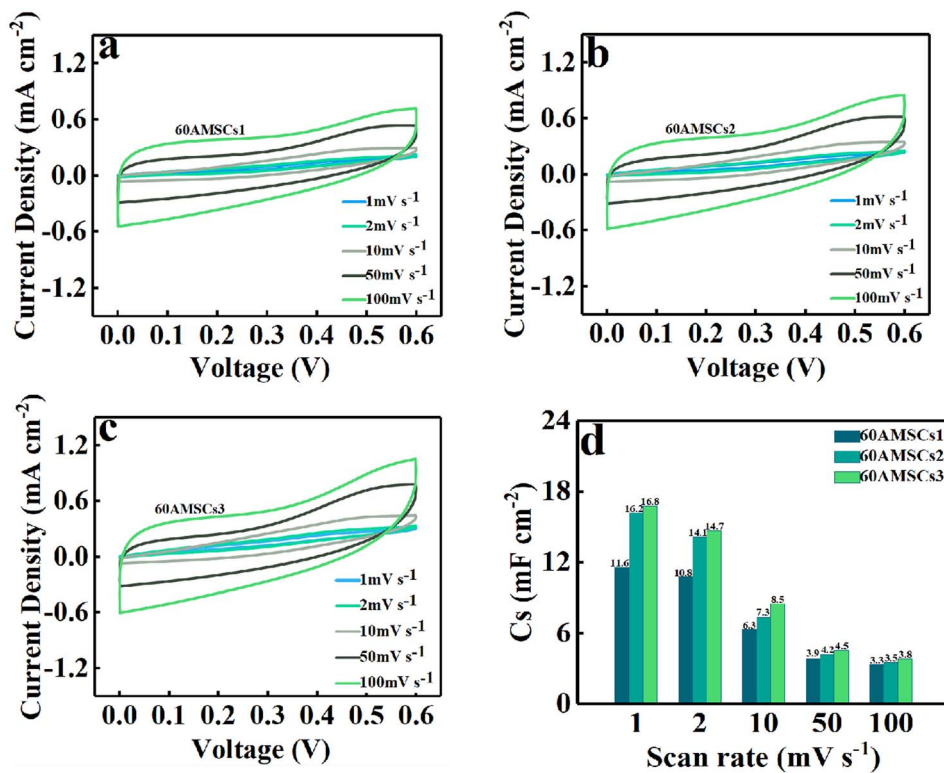 a
60AMSCs1
1.2
0.6
0.0
-0.6
-1.2
Current Density (mA cm⁻²)
1mV s⁻¹
2mV s⁻¹
10mV s⁻¹
50mV s⁻¹
100mV s⁻¹
0.0 0.1 0.2 0.3 0.4 0.5 0.6
Voltage (V)
b
60AMSCs2
1.2
0.6
0.0
-0.6
-1.2
Current Density (mA cm⁻²)
1mV s⁻¹
2mV s⁻¹
10mV s⁻¹
50mV s⁻¹
100mV s⁻¹
0.0 0.1 0.2 0.3 0.4 0.5 0.6
Voltage (V)
c
60AMSCs3
1.2
0.6
0.0
-0.6
-1.2
Current Density (mA cm⁻²)
1mV s⁻¹
2mV s⁻¹
10mV s⁻¹
50mV s⁻¹
100mV s⁻¹
0.0 0.1 0.2 0.3 0.4 0.5 0.6
Voltage (V)
d
60AMSCs1
60AMSCs2
60AMSCs3
24
18
12
6
0
Cs (mF cm⁻²)
11.6 16.2 16.8
10.8 14.1 14.7
6.3 7.3 8.5
3.9 4.2 4.5
3.3 3.5 3.8
1 2 10 50 100
Scan rate (mV s⁻¹)